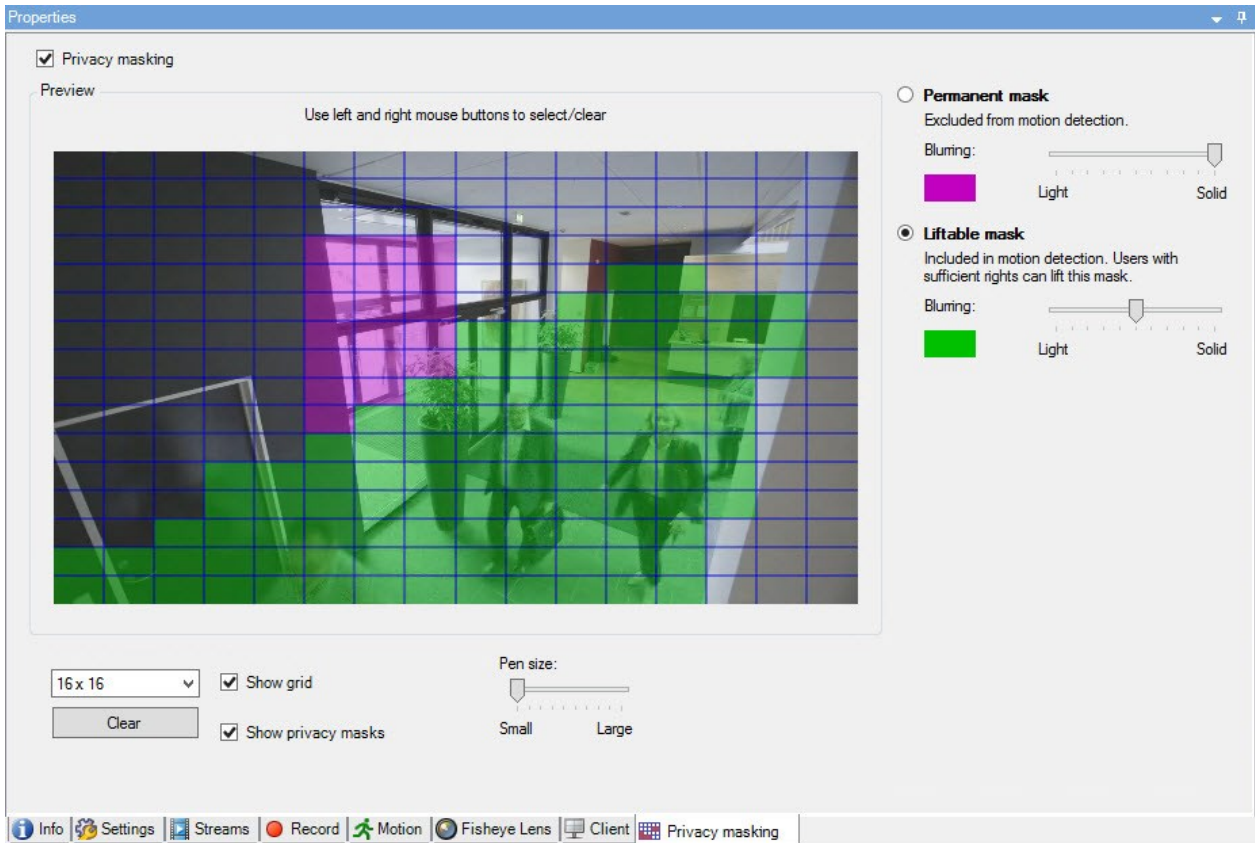 Properties
Privacy masking
Preview
Use left and right mouse buttons to select/clear
Permanent mask
Excluded from motion detection.
Blurring:
Light Solid
Liftable mask
Included in motion detection. Users with
sufficient rights can lift this mask.
Blurring:
Light Solid
16 x 16
Show grid
Clear
Show privacy masks
Pen size:
Small Large
Info Settings Streams Record Motion Fisheye Lens Client Privacy masking